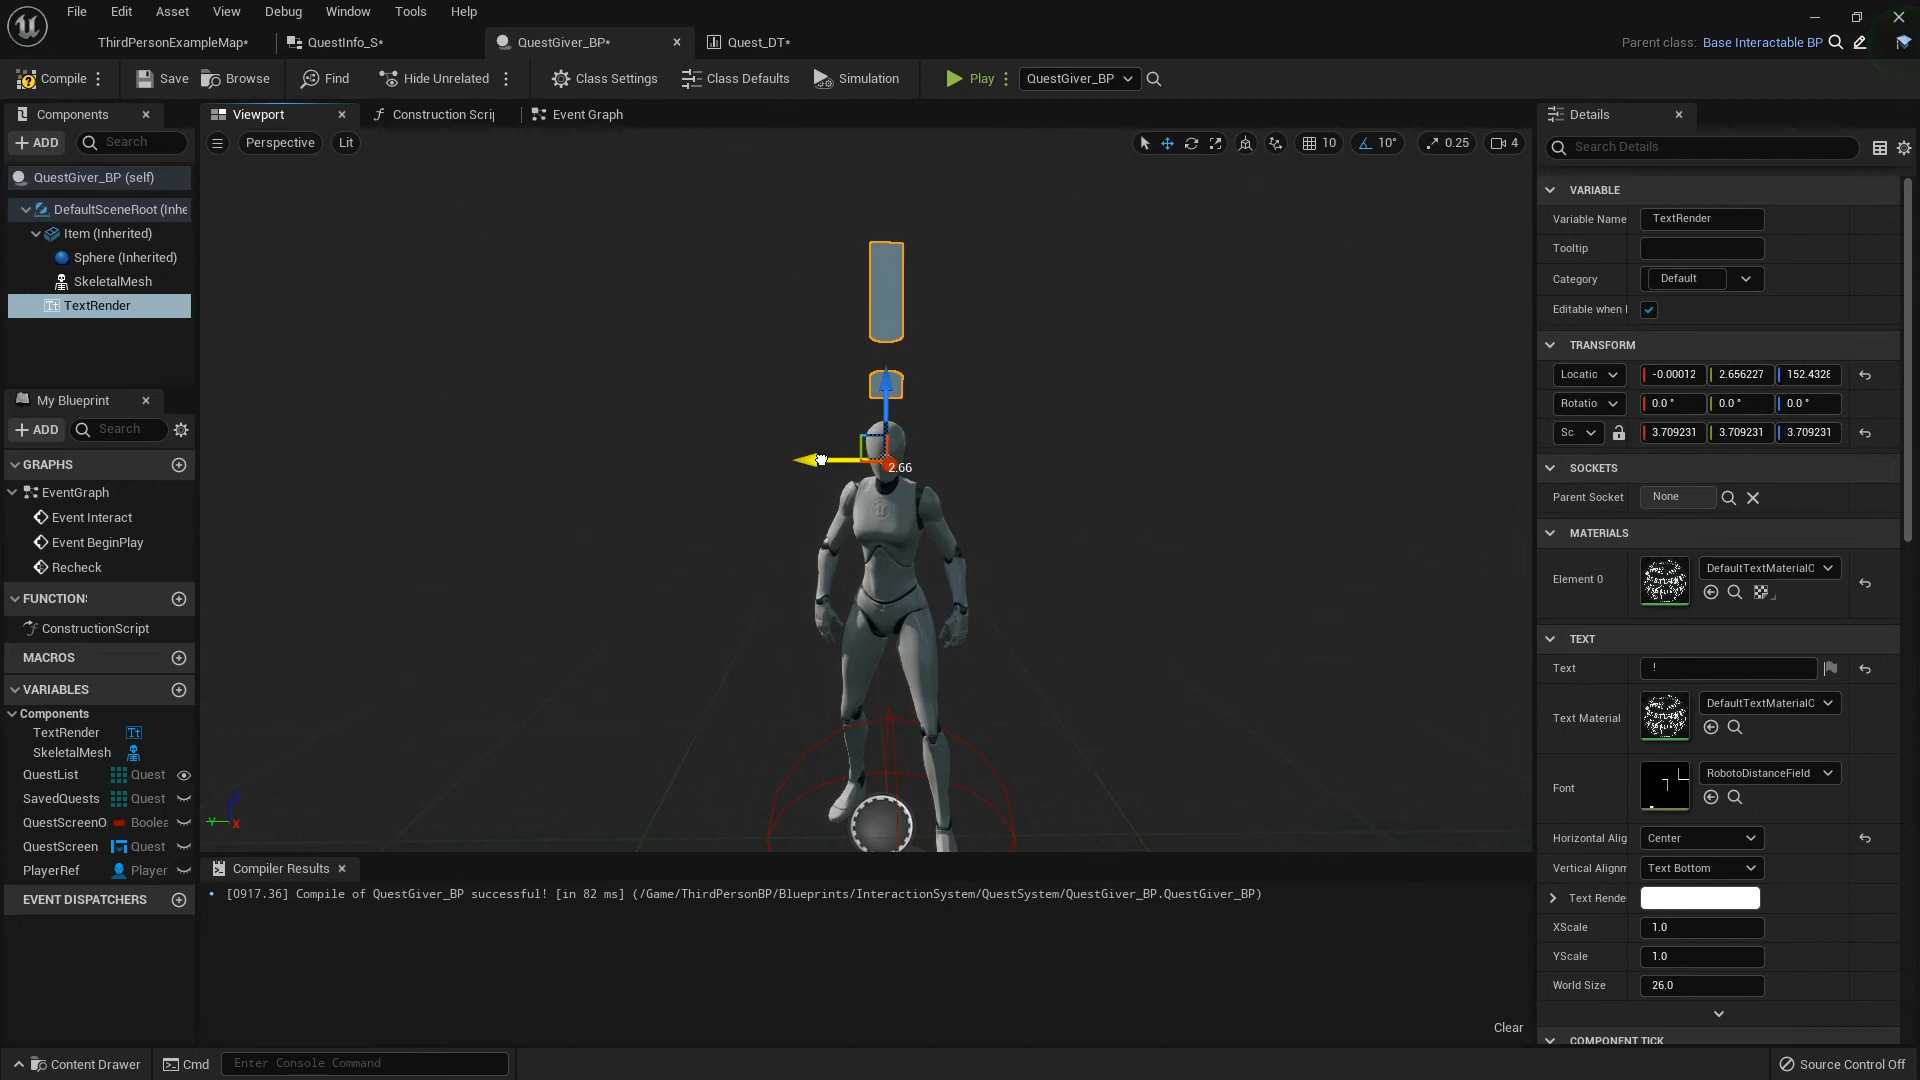 File Edit Asset View Debug Window Tools Help
ThirdPersonExampleMap* QuestInfo_S* QuestGiver_BP* Quest_DT* Parent class: Base Interactable BP
Compile Save Browse Find Hide Unrelated Class Settings Class Defaults Simulation Play QuestGiver_BP
Components Viewport Construction Scrip Event Graph Details
ADD Search Perspective Lit 10 10° 0.25 4 Search Details
QuestGiver_BP (self)
DefaultSceneRoot (Inhe
Item (Inherited)
Sphere (Inherited)
SkeletalMesh
TextRender
VARIABLE
Variable Name TextRender
Tooltip
Category Default
Editable when I
TRANSFORM
Locatic -0.00012 2.656227 152.4328
Rotatio 0.0 ° 0.0 ° 0.0 °
Sc 3.709231 3.709231 3.709231
SOCKETS
Parent Socket None
MATERIALS
Element 0 DefaultTextMaterialO
TEXT
Text !
Text Material DefaultTextMaterialO
Font RobotoDistanceField
Horizontal Alig Center
Vertical Alignm Text Bottom
Text Rende
XScale 1.0
YScale 1.0
World Size 26.0
COMPONENT TICK
2.66
My Blueprint
ADD Search
GRAPHS
EventGraph
Event Interact
Event BeginPlay
Recheck
FUNCTION
ConstructionScript
MACROS
VARIABLES
Components
TextRender
SkeletalMesh
QuestList Quest
SavedQuests Quest
QuestScreenO Boolea
QuestScreen Quest
PlayerRef Player
EVENT DISPATCHERS
Compiler Results
[0917.36] Compile of QuestGiver_BP successful! [in 82 ms] (/Game/ThirdPersonBP/Blueprints/InteractionSystem/QuestSystem/QuestGiver_BP.QuestGiver_BP)
Clear
Content Drawer Cmd Enter Console Command Source Control Off